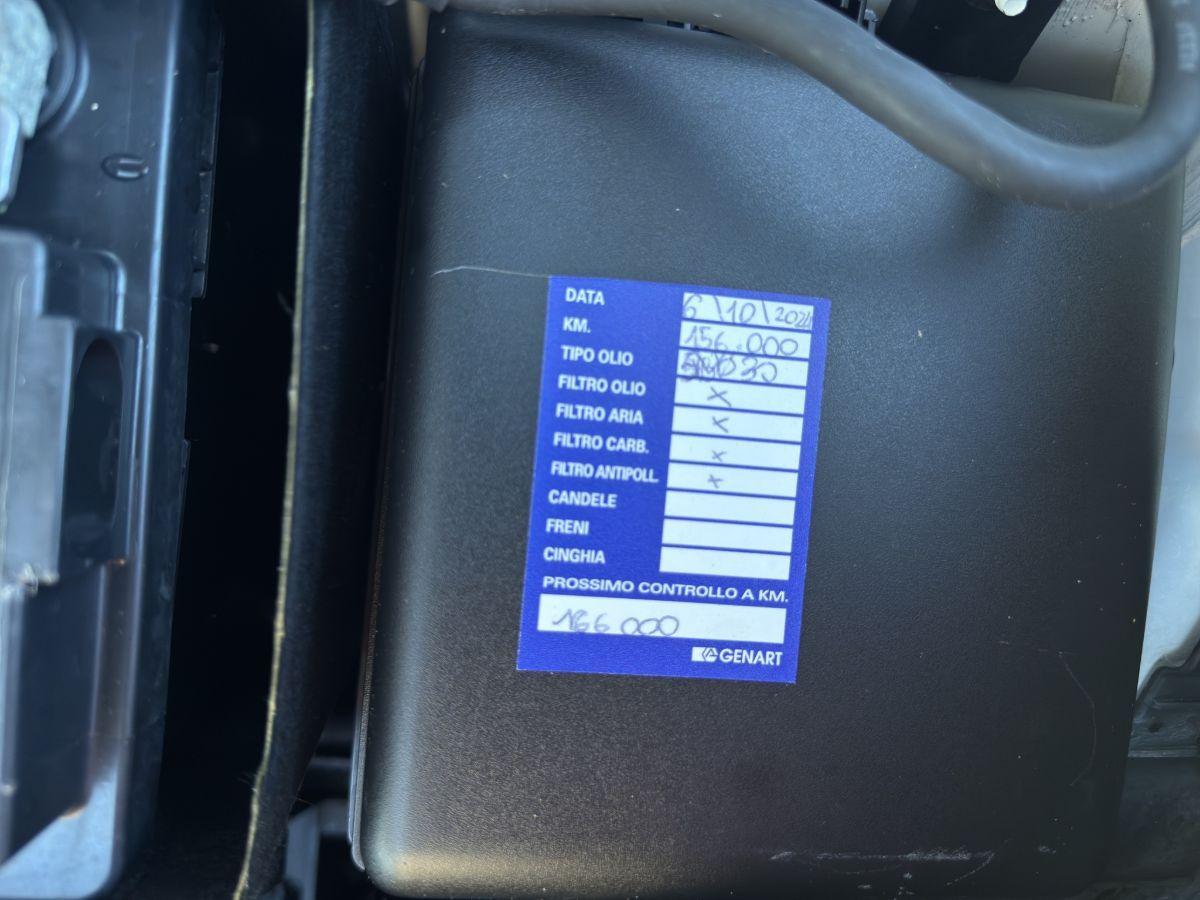 DATA 6/10/2024
KM. 156.000
TIPO OLIO
FILTRO OLIO X
FILTRO ARIA X
FILTRO CARB. X
FILTRO ANTIPOLL. X
CANDELE
FRENI
CINGHIA
PROSSIMO CONTROLLO A KM.
166 000
GENART